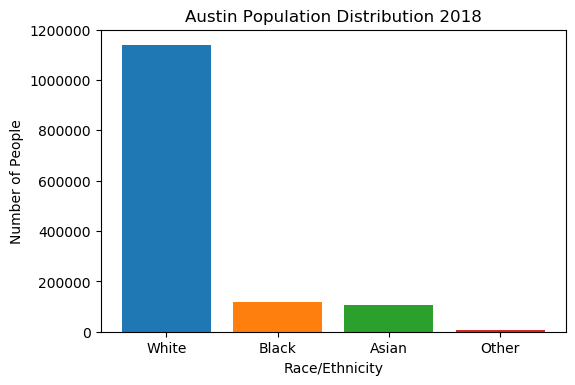 Austin Population Distribution 2018
1200000
1000000
800000
600000
400000
200000
0
Number of People
White Black Asian Other
Race/Ethnicity